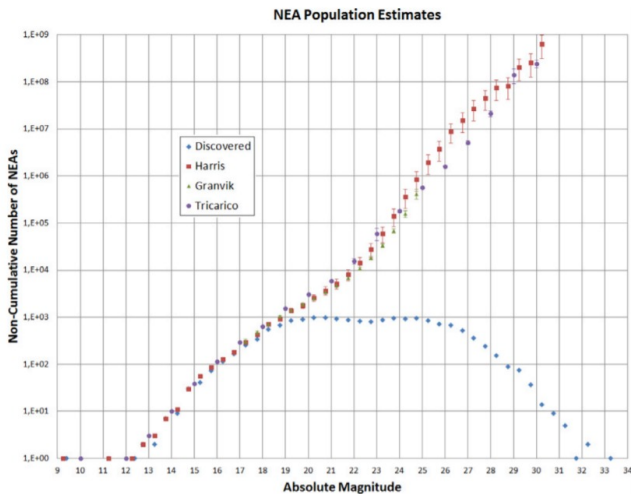 NEA Population Estimates
1,E+09
1,E+08
1,E+07
1,E+06
1,E+05
1,E+04
1,E+03
1,E+02
1,E+01
1,E+00
Non-Cumulative Number of NEAs
Discovered
Harris
Granvik
Tricarico
9 10 11 12 13 14 15 16 17 18 19 20 21 22 23 24 25 26 27 28 29 30 31 32 33 34
Absolute Magnitude